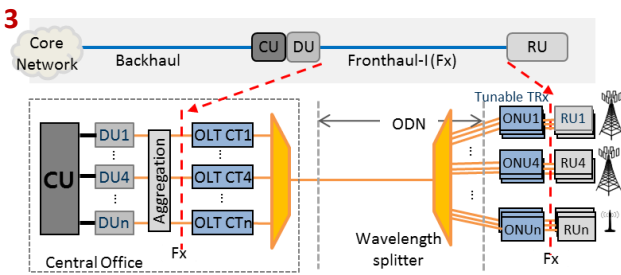 3
Core
Network
Backhaul
CU
DU
Fronthaul-I (Fx)
RU
Tunable TRx
ODN
CU
DU1
DU4
DUn
Aggregation
OLT CT1
OLT CT4
OLT CTn
ONU1
RU1
ONU4
RU4
ONUn
RUn
Fx
Wavelength
splitter
Fx
Central Office